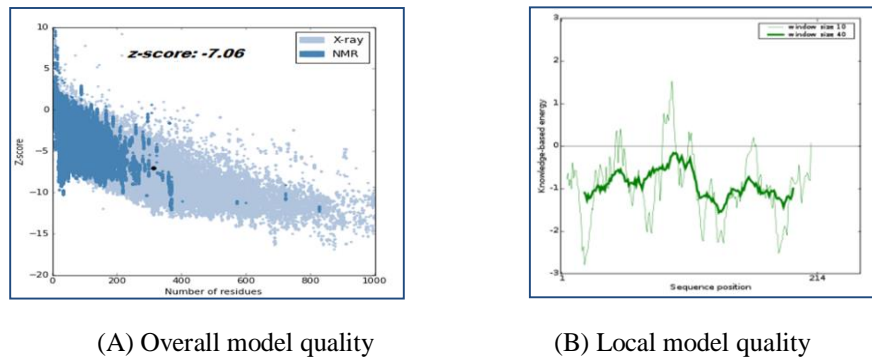 z-score: -7.06
X-ray
NMR
10
5
0
−5
−10
−15
−20
Z-score
0
200
400
600
800
1000
Number of residues
window size 10
window size 40
3
2
1
0
-1
-2
-3
Knowledge-based energy
1
214
Sequence position
(A) Overall model quality
(B) Local model quality